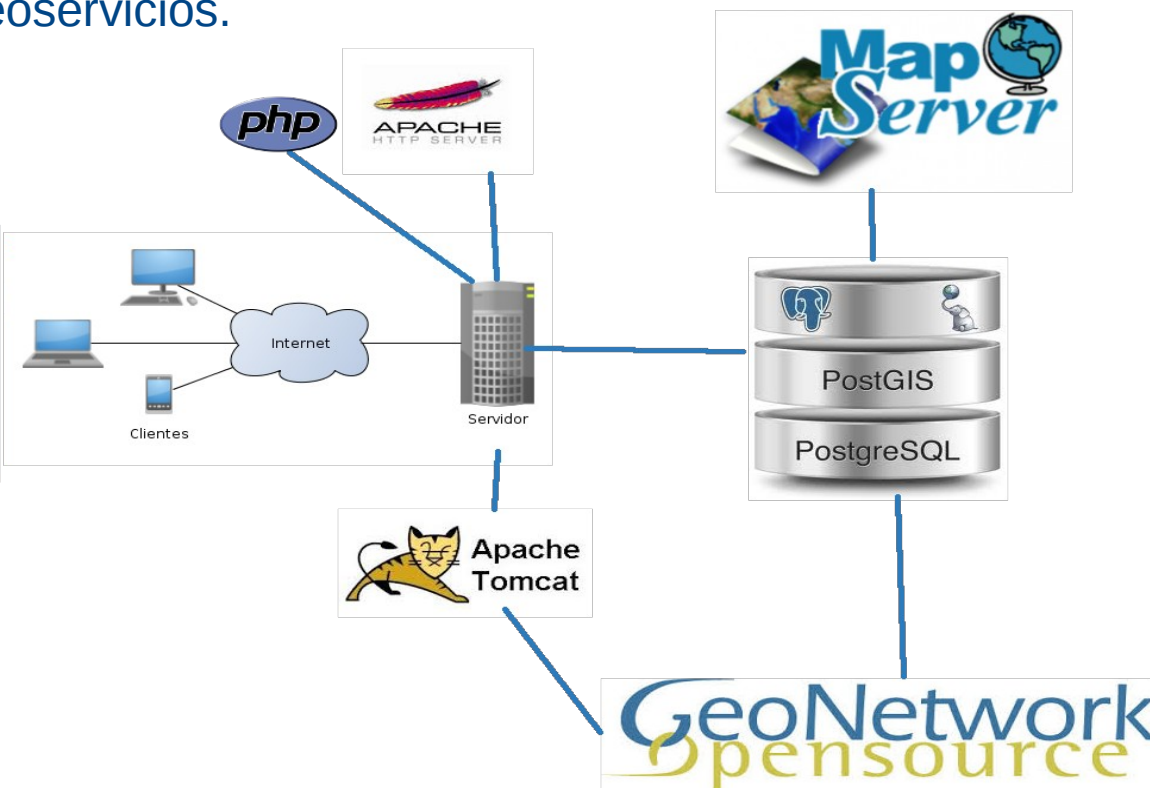 eoservicios.
Map
Server
php
APACHE
HTTP SERVER
Internet
Clientes
Servidor
PostGIS
PostgreSQL
Apache
Tomcat
GeoNetwork
Opensource